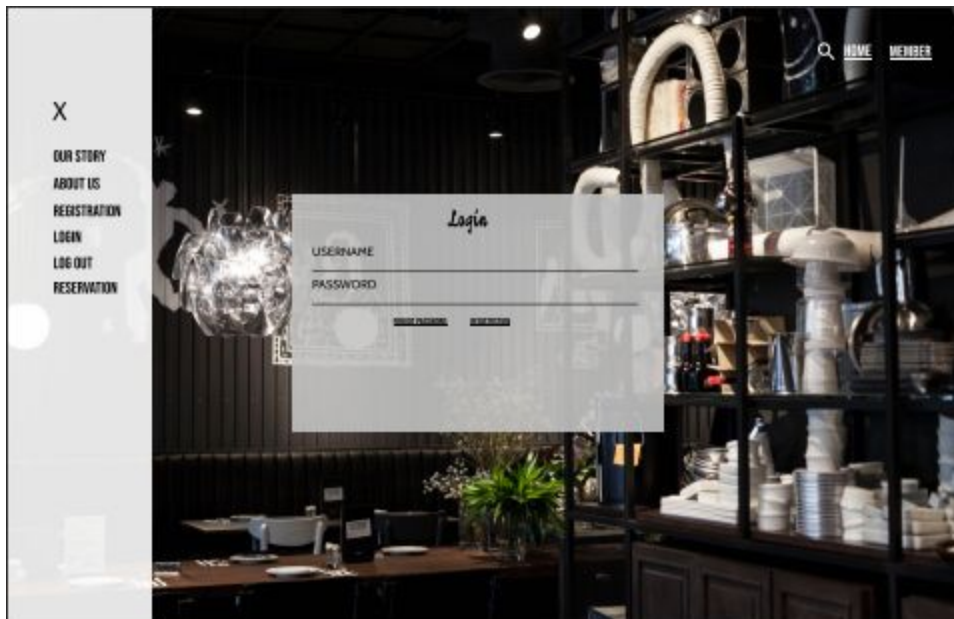 HOME MEMBER
X
OUR STORY
ABOUT US
REGISTRATION
LOGIN
LOG OUT
RESERVATION
Login
USERNAME
PASSWORD